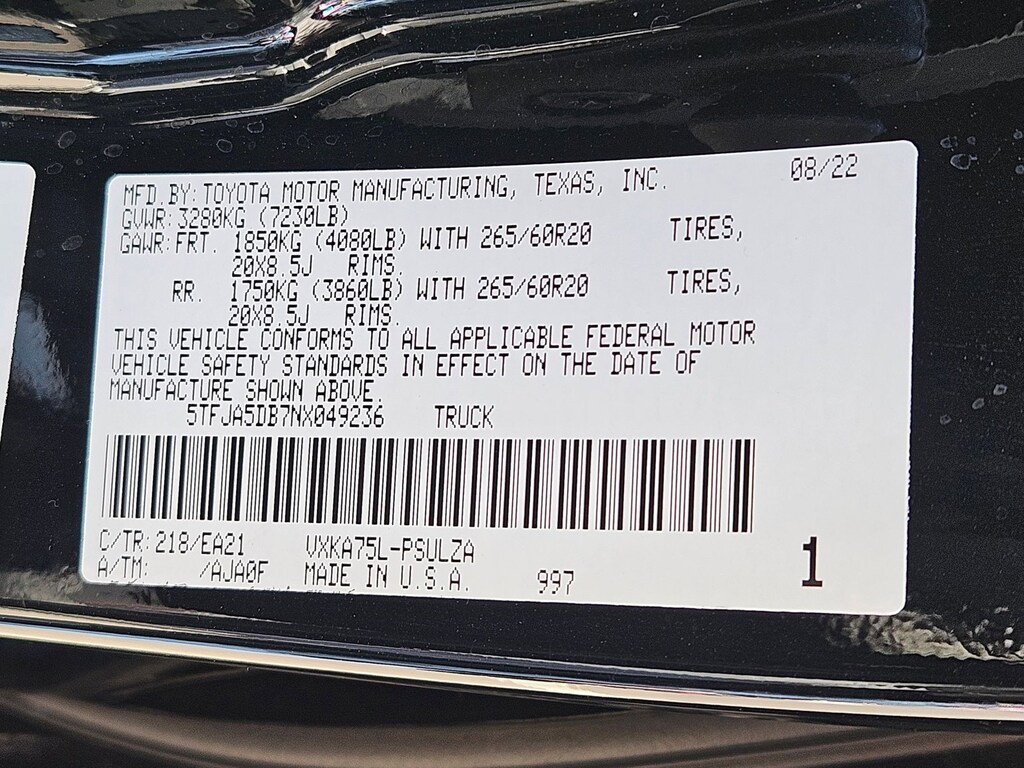 MFD.BY: TOYOTA MOTOR MANUFACTURING, TEXAS, INC. 08/22
GVWR: 3280KG (7230LB)
GAWR: FRT. 1850KG (4080LB) WITH 265/60R20 TIRES,
20X8.5J RIMS.
RR. 1750KG (3860LB) WITH 265/60R20 TIRES,
20X8.5J RIMS.
THIS VEHICLE CONFORMS TO ALL APPLICABLE FEDERAL MOTOR
VEHICLE SAFETY STANDARDS IN EFFECT ON THE DATE OF
MANUFACTURE SHOWN ABOVE.
5TFJA5DB7NX049236 TRUCK
C/TR: 218/EA21 VXKA75L-PSULZA
A/TM: /AJA0F MADE IN U.S.A. 997
1